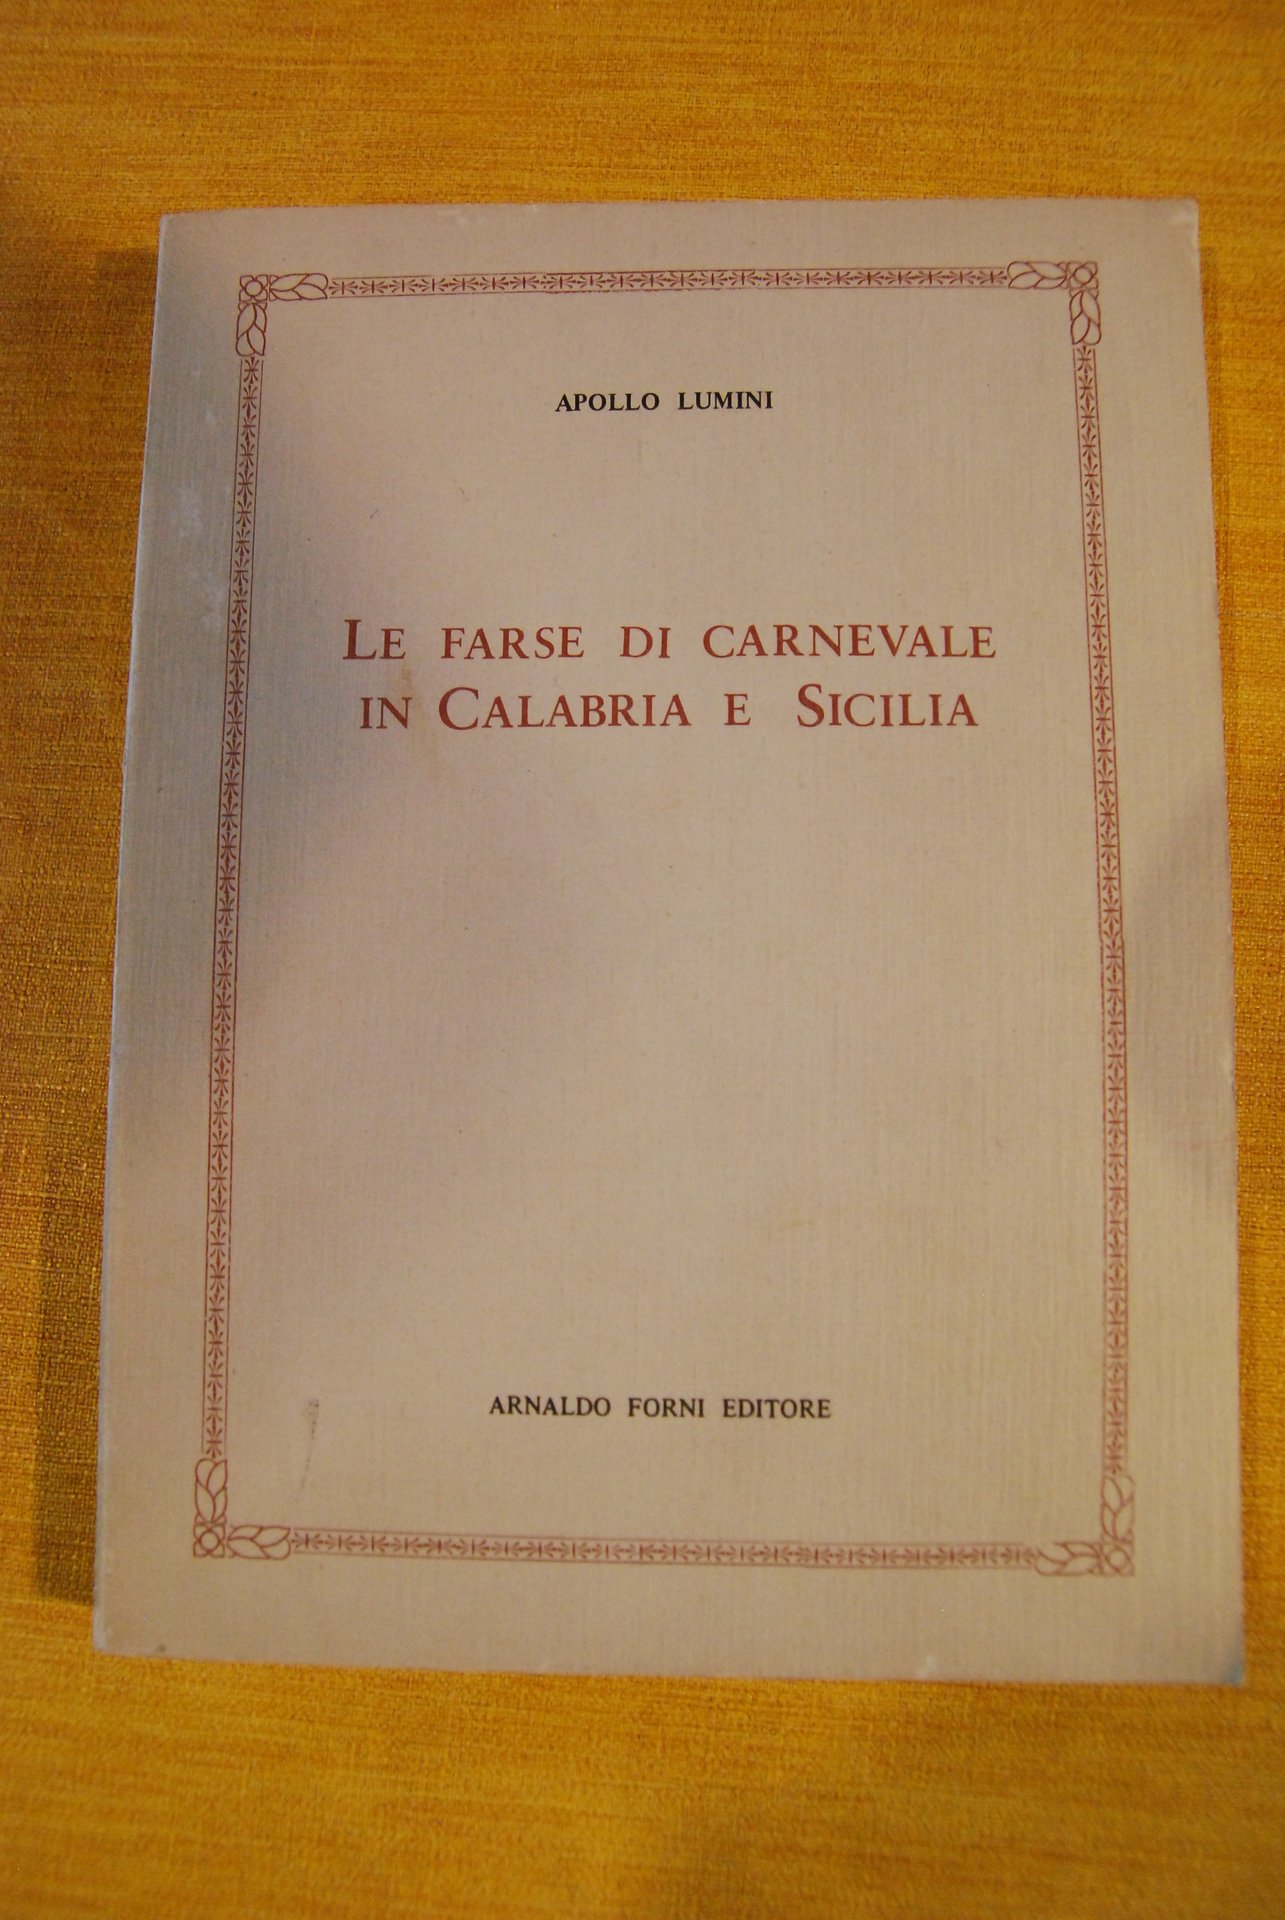 APOLLO LUMINI
LE FARSE DI CARNEVALE
IN CALABRIA E SICILIA
ARNALDO FORNI EDITORE